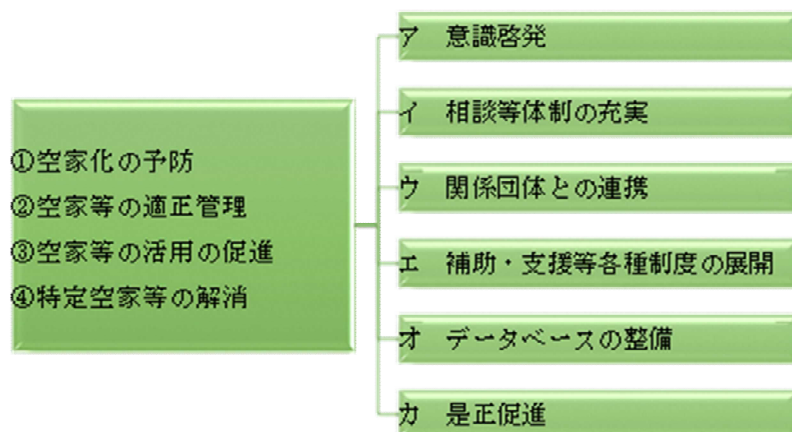 ①空家化の予防
②空家等の適正管理
③空家等の活用の促進
④特定空家等の解消
ア 意識啓発
イ 相談等体制の充実
ウ 関係団体との連携
エ 補助・支援等各種制度の展開
オ データベースの整備
カ 是正促進